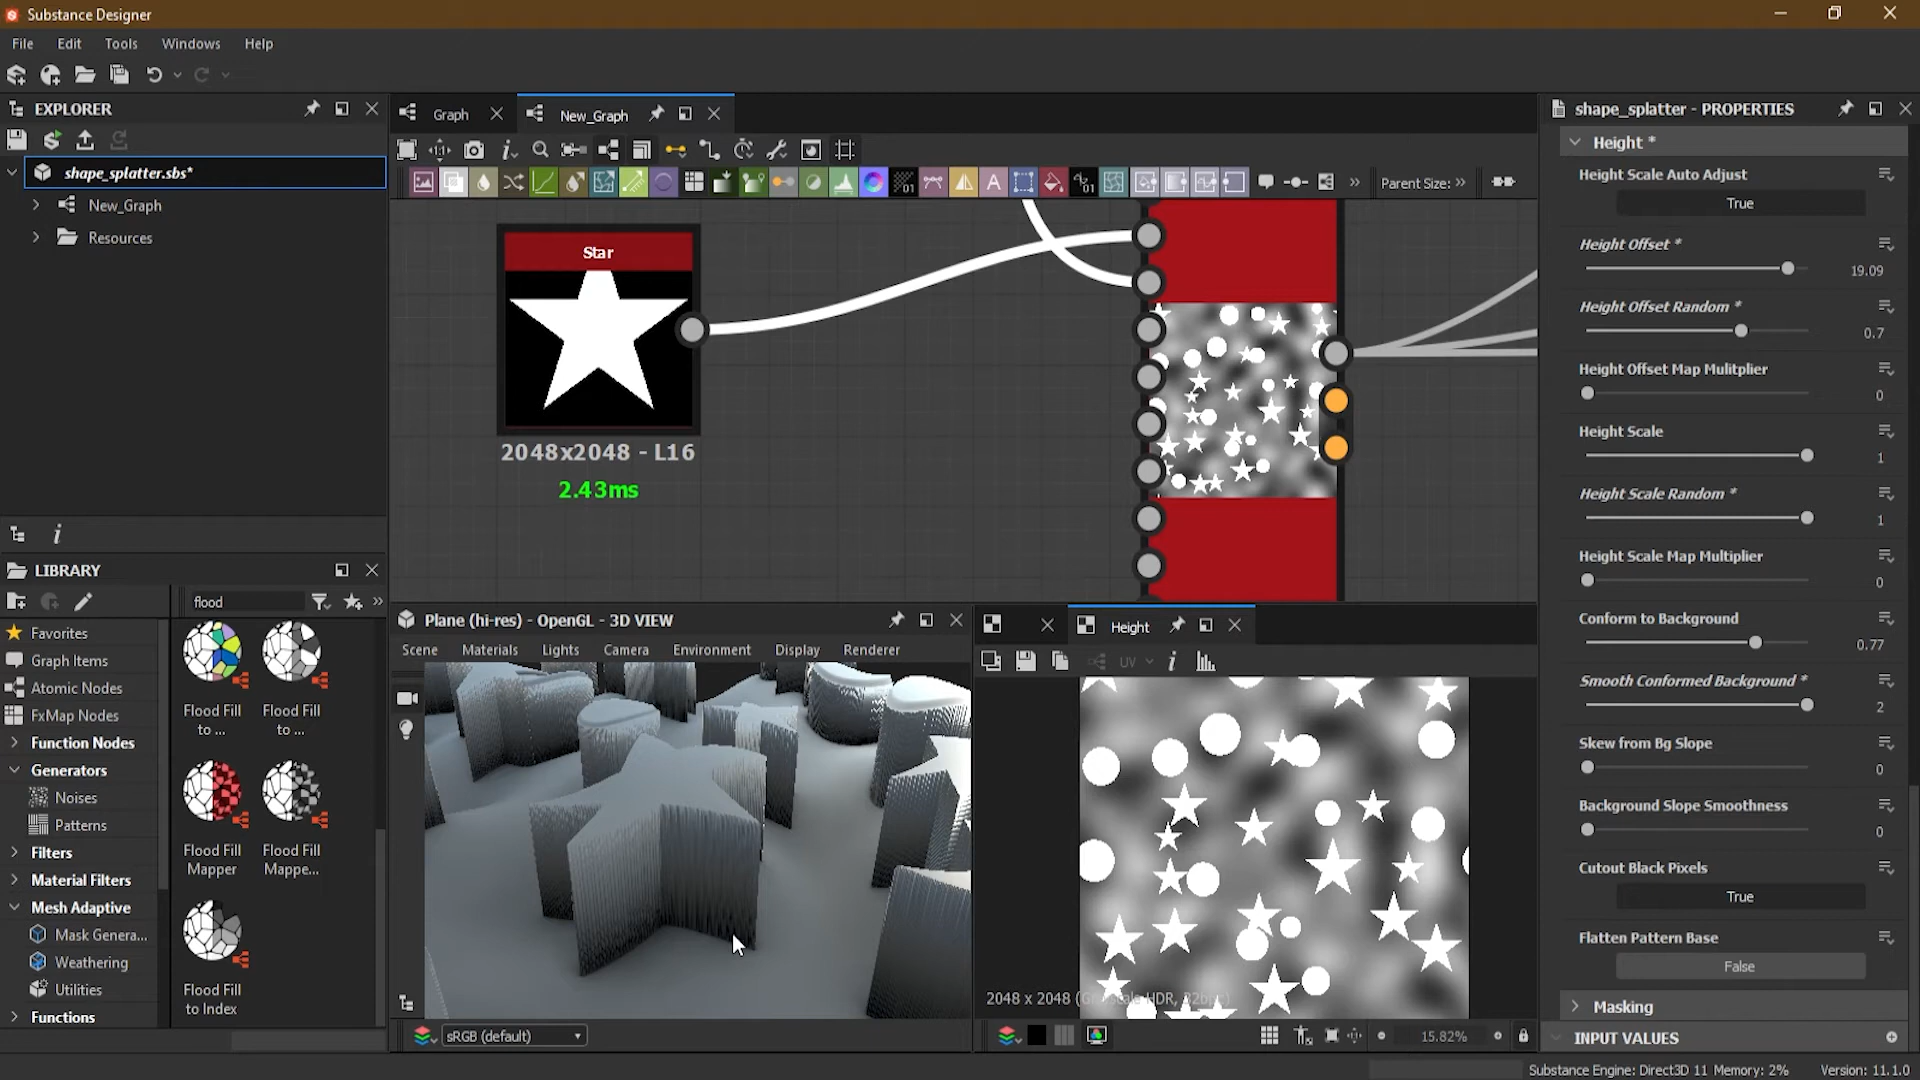 Substance Designer
File Edit Tools Windows Help
EXPLORER
shape_splatter.sbs*
New_Graph
Resources
LIBRARY
flood
Favorites
Graph Items
Atomic Nodes
FxMap Nodes
Function Nodes
Generators
Noises
Patterns
Filters
Material Filters
Mesh Adaptive
Mask Genera...
Weathering
Utilities
Functions
Flood Fill to ...
Flood Fill to ...
Flood Fill Mapper
Flood Fill Mappe...
Flood Fill to Index
Graph
New_Graph
Parent Size:
Star
2048x2048 - L16
2.43ms
Plane (hi-res) - OpenGL - 3D VIEW
Scene Materials Lights Camera Environment Display Renderer
sRGB (default)
Height
UV
2048 x 2048 (Grayscale HDR, 32bpc)
15.82%
shape_splatter - PROPERTIES
Height *
Height Scale Auto Adjust
True
Height Offset *
19.09
Height Offset Random *
0.7
Height Offset Map Mulitplier
0
Height Scale
1
Height Scale Random *
1
Height Scale Map Multiplier
0
Conform to Background
0.77
Smooth Conformed Background *
2
Skew from Bg Slope
0
Background Slope Smoothness
0
Cutout Black Pixels
True
Flatten Pattern Base
False
Masking
INPUT VALUES
Substance Engine: Direct3D 11 Memory: 2% Version: 11.1.0